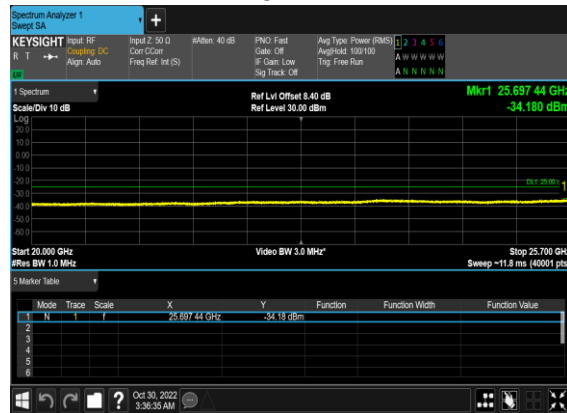 Spectrum Analyzer 1
Swept SA
+
KEYSIGHT Input: RF Input Z: 50 Ω #Atten: 40 dB PNO: Fast Avg Type: Power (RMS) 1 2 3 4 5 6
R T Coupling: DC Corr CCorr Gate: Off Avg|Hold: 100/100 A W W W W W
Align: Auto Freq Ref: Int (S) IF Gain: Low Trig: Free Run
LW Sig Track: Off A N N N N N
1 Spectrum
Ref Lvl Offset 8.40 dB Mkr1 25.697 44 GHz
Scale/Div 10 dB Ref Level 30.00 dBm -34.180 dBm
Log
20.0
10.0
0.00
-10.0
-20.0
DL1 -25.00
1
-30.0
-40.0
-50.0
-60.0
Start 20.000 GHz Video BW 3.0 MHz* Stop 25.700 GHz
#Res BW 1.0 MHz Sweep ~11.8 ms (40001 pts
5 Marker Table
Mode Trace Scale X Y Function Function Width Function Value
1 N 1 f 25.697 44 GHz -34.18 dBm
2
3
4
5
6
? Oct 30, 2022
3:36:35 AM